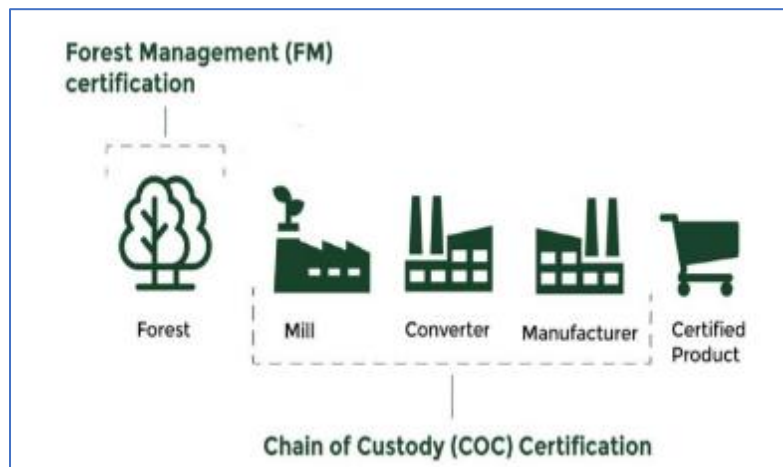 Forest Management (FM)
certification
Forest
Mill
Converter
Manufacturer
Certified
Product
Chain of Custody (COC) Certification